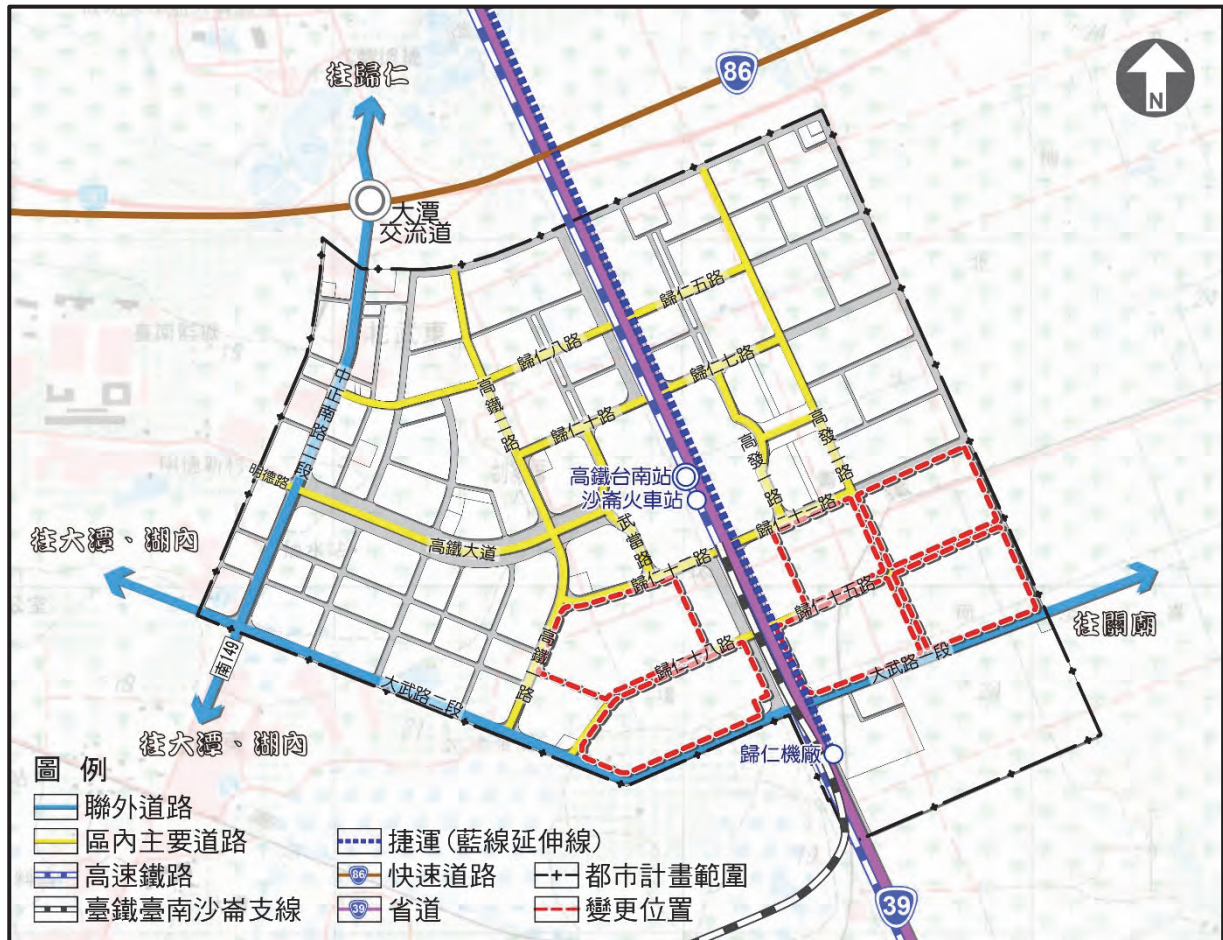 86
N
往歸仁
大潭
交流道
歸仁五路
歸仁八路
高鐵二路
歸仁七路
歸仁十路
中正南路一段
高發二路
高發一路
明德路
高鐵台南站
沙崙火車站
武當路
歸仁十二路
高鐵大道
往大潭、湖內
歸仁十一路
歸仁十五路
往關廟
高鐵一路
歸仁十八路
大武路一段
南149
大武路二段
往大潭、湖內
歸仁機廠
圖 例
聯外道路
區內主要道路
捷運(藍線延伸線)
高速鐵路
86 快速道路
都市計畫範圍
臺鐵臺南沙崙支線
39 省道
變更位置
39